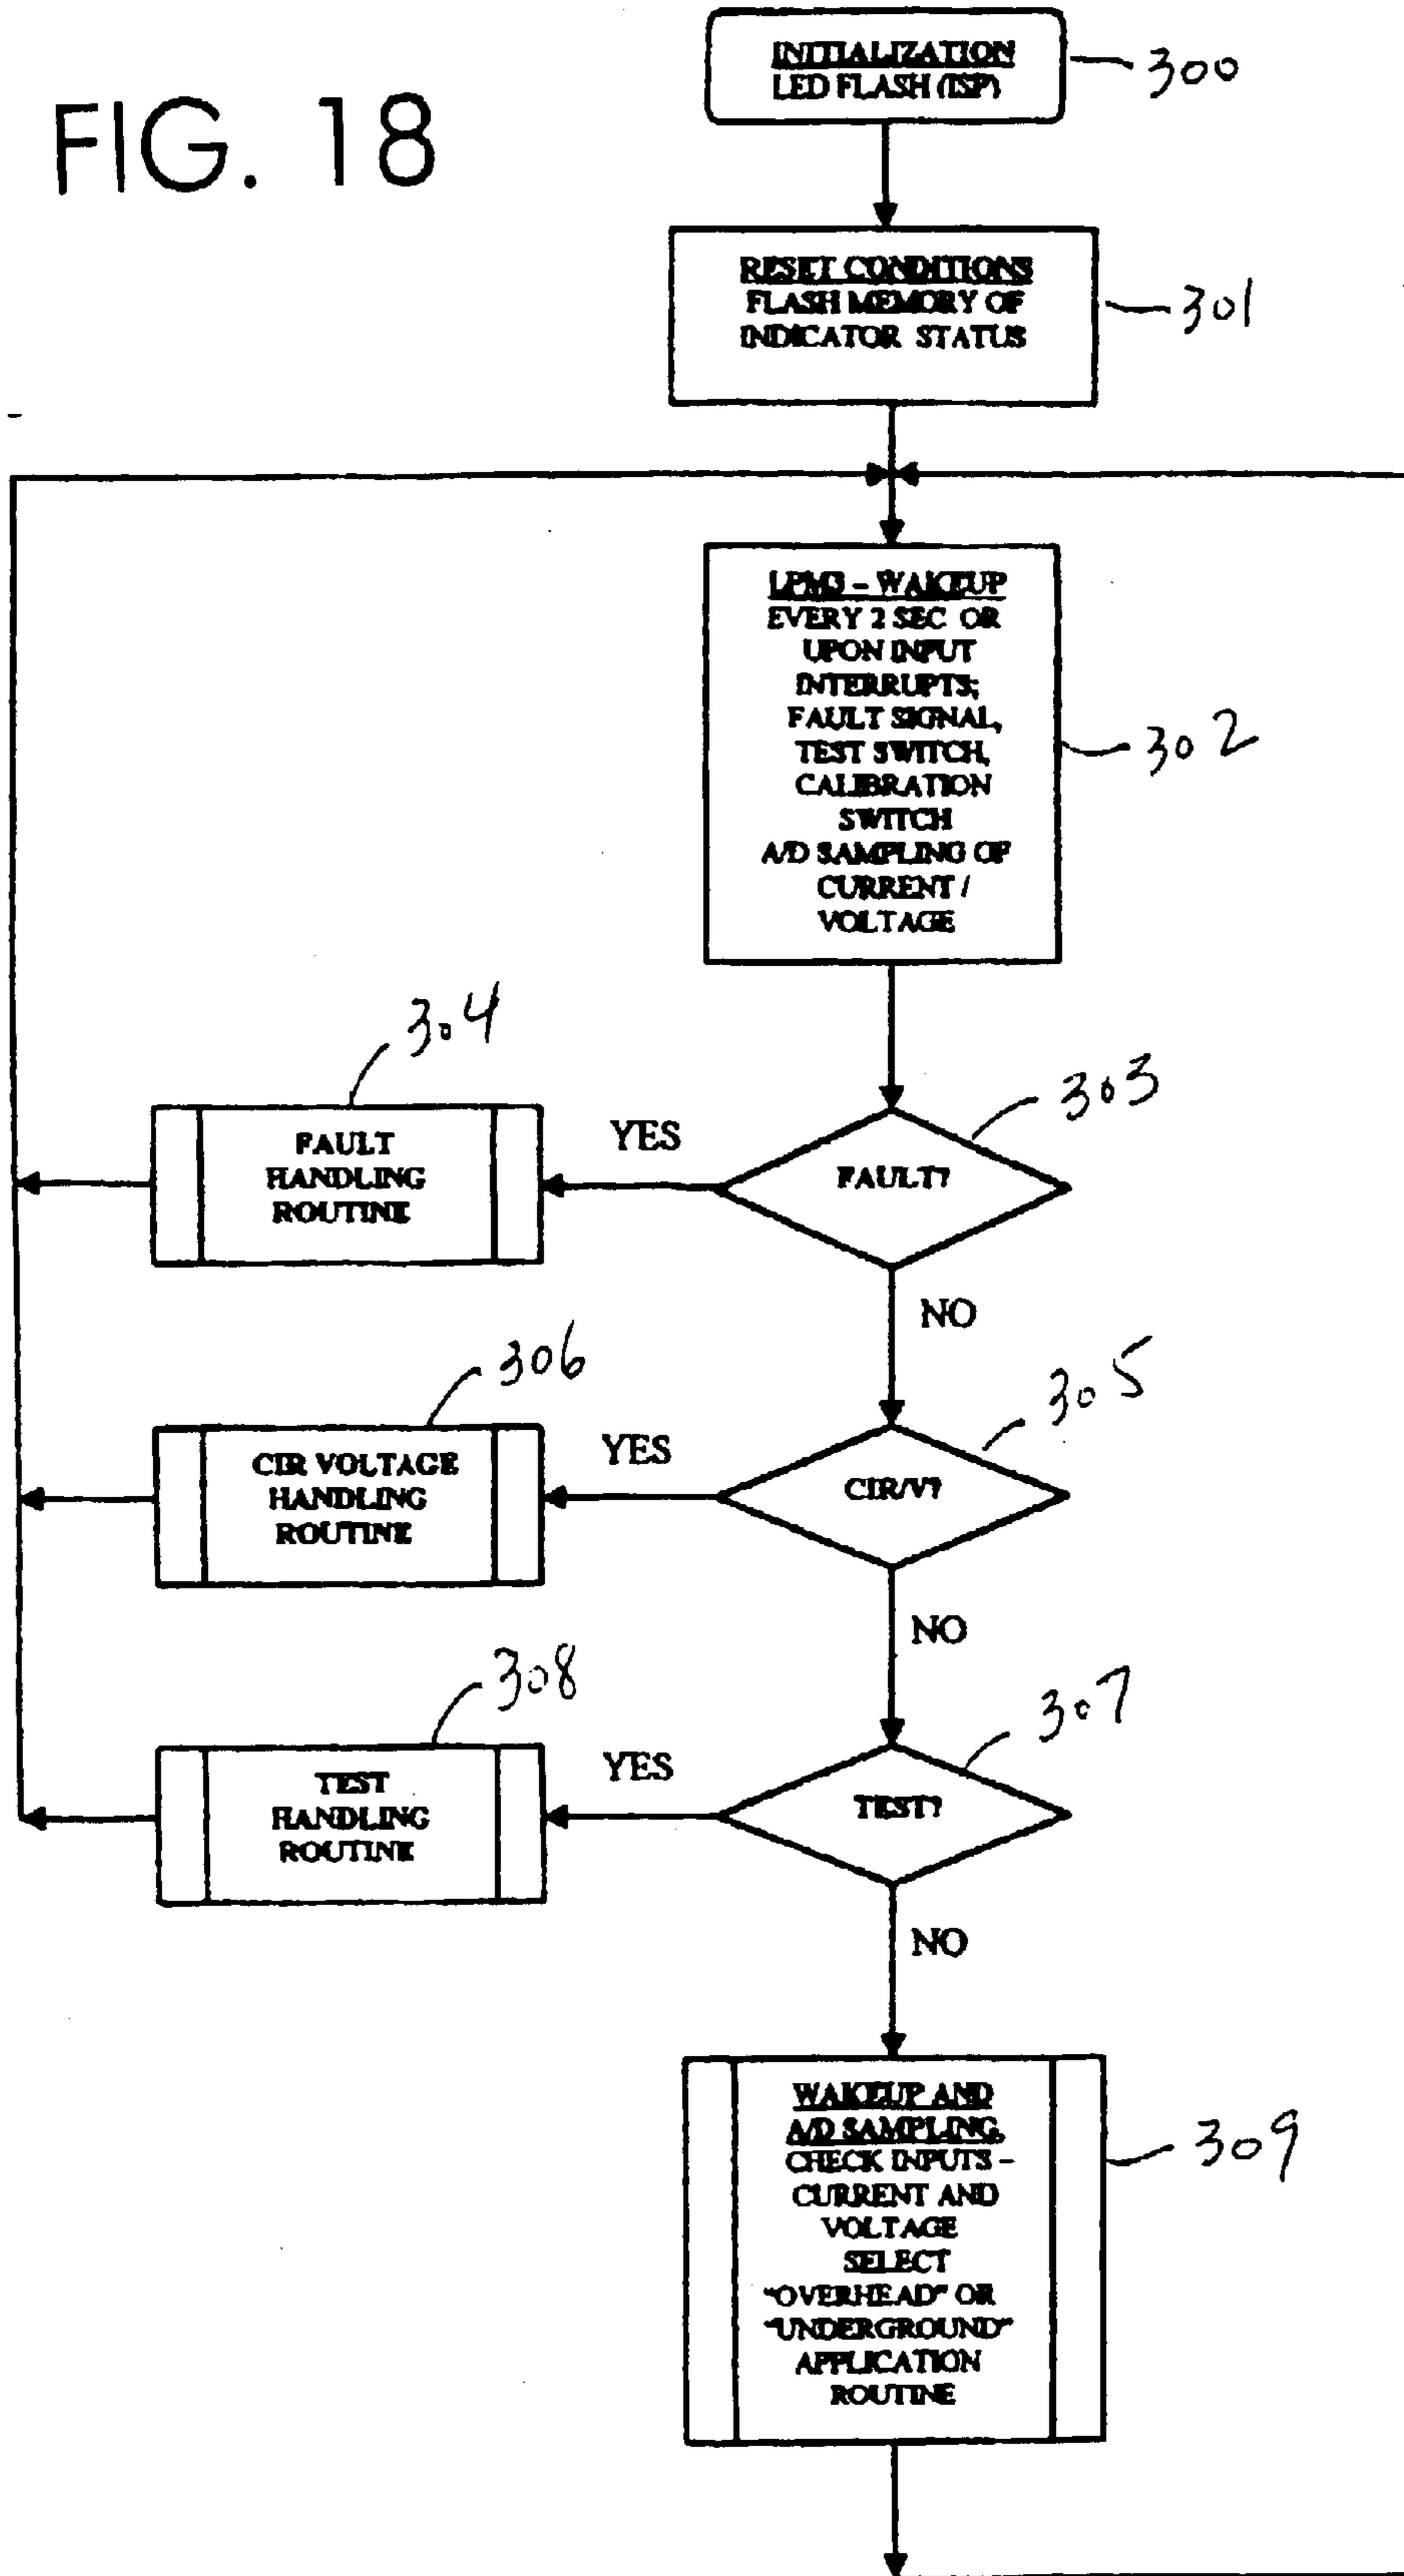 FIG. 18
INITIALIZATION
LED FLASH (ISP)
300
RESET CONDITIONS
FLASH MEMORY OF
INDICATOR STATUS
301
LPM3 - WAKEUP
EVERY 2 SEC OR
UPON INPUT
INTERRUPTS;
FAULT SIGNAL,
TEST SWITCH,
CALIBRATION
SWITCH
A/D SAMPLING OF
CURRENT /
VOLTAGE
302
304
FAULT
HANDLING
ROUTINE
YES
303
FAULT?
NO
306
CIR VOLTAGE
HANDLING
ROUTINE
YES
305
CIR/V?
NO
308
TEST
HANDLING
ROUTINE
YES
307
TEST?
NO
WAKEUP AND
A/D SAMPLING,
CHECK INPUTS -
CURRENT AND
VOLTAGE
SELECT
"OVERHEAD" OR
"UNDERGROUND"
APPLICATION
ROUTINE
309